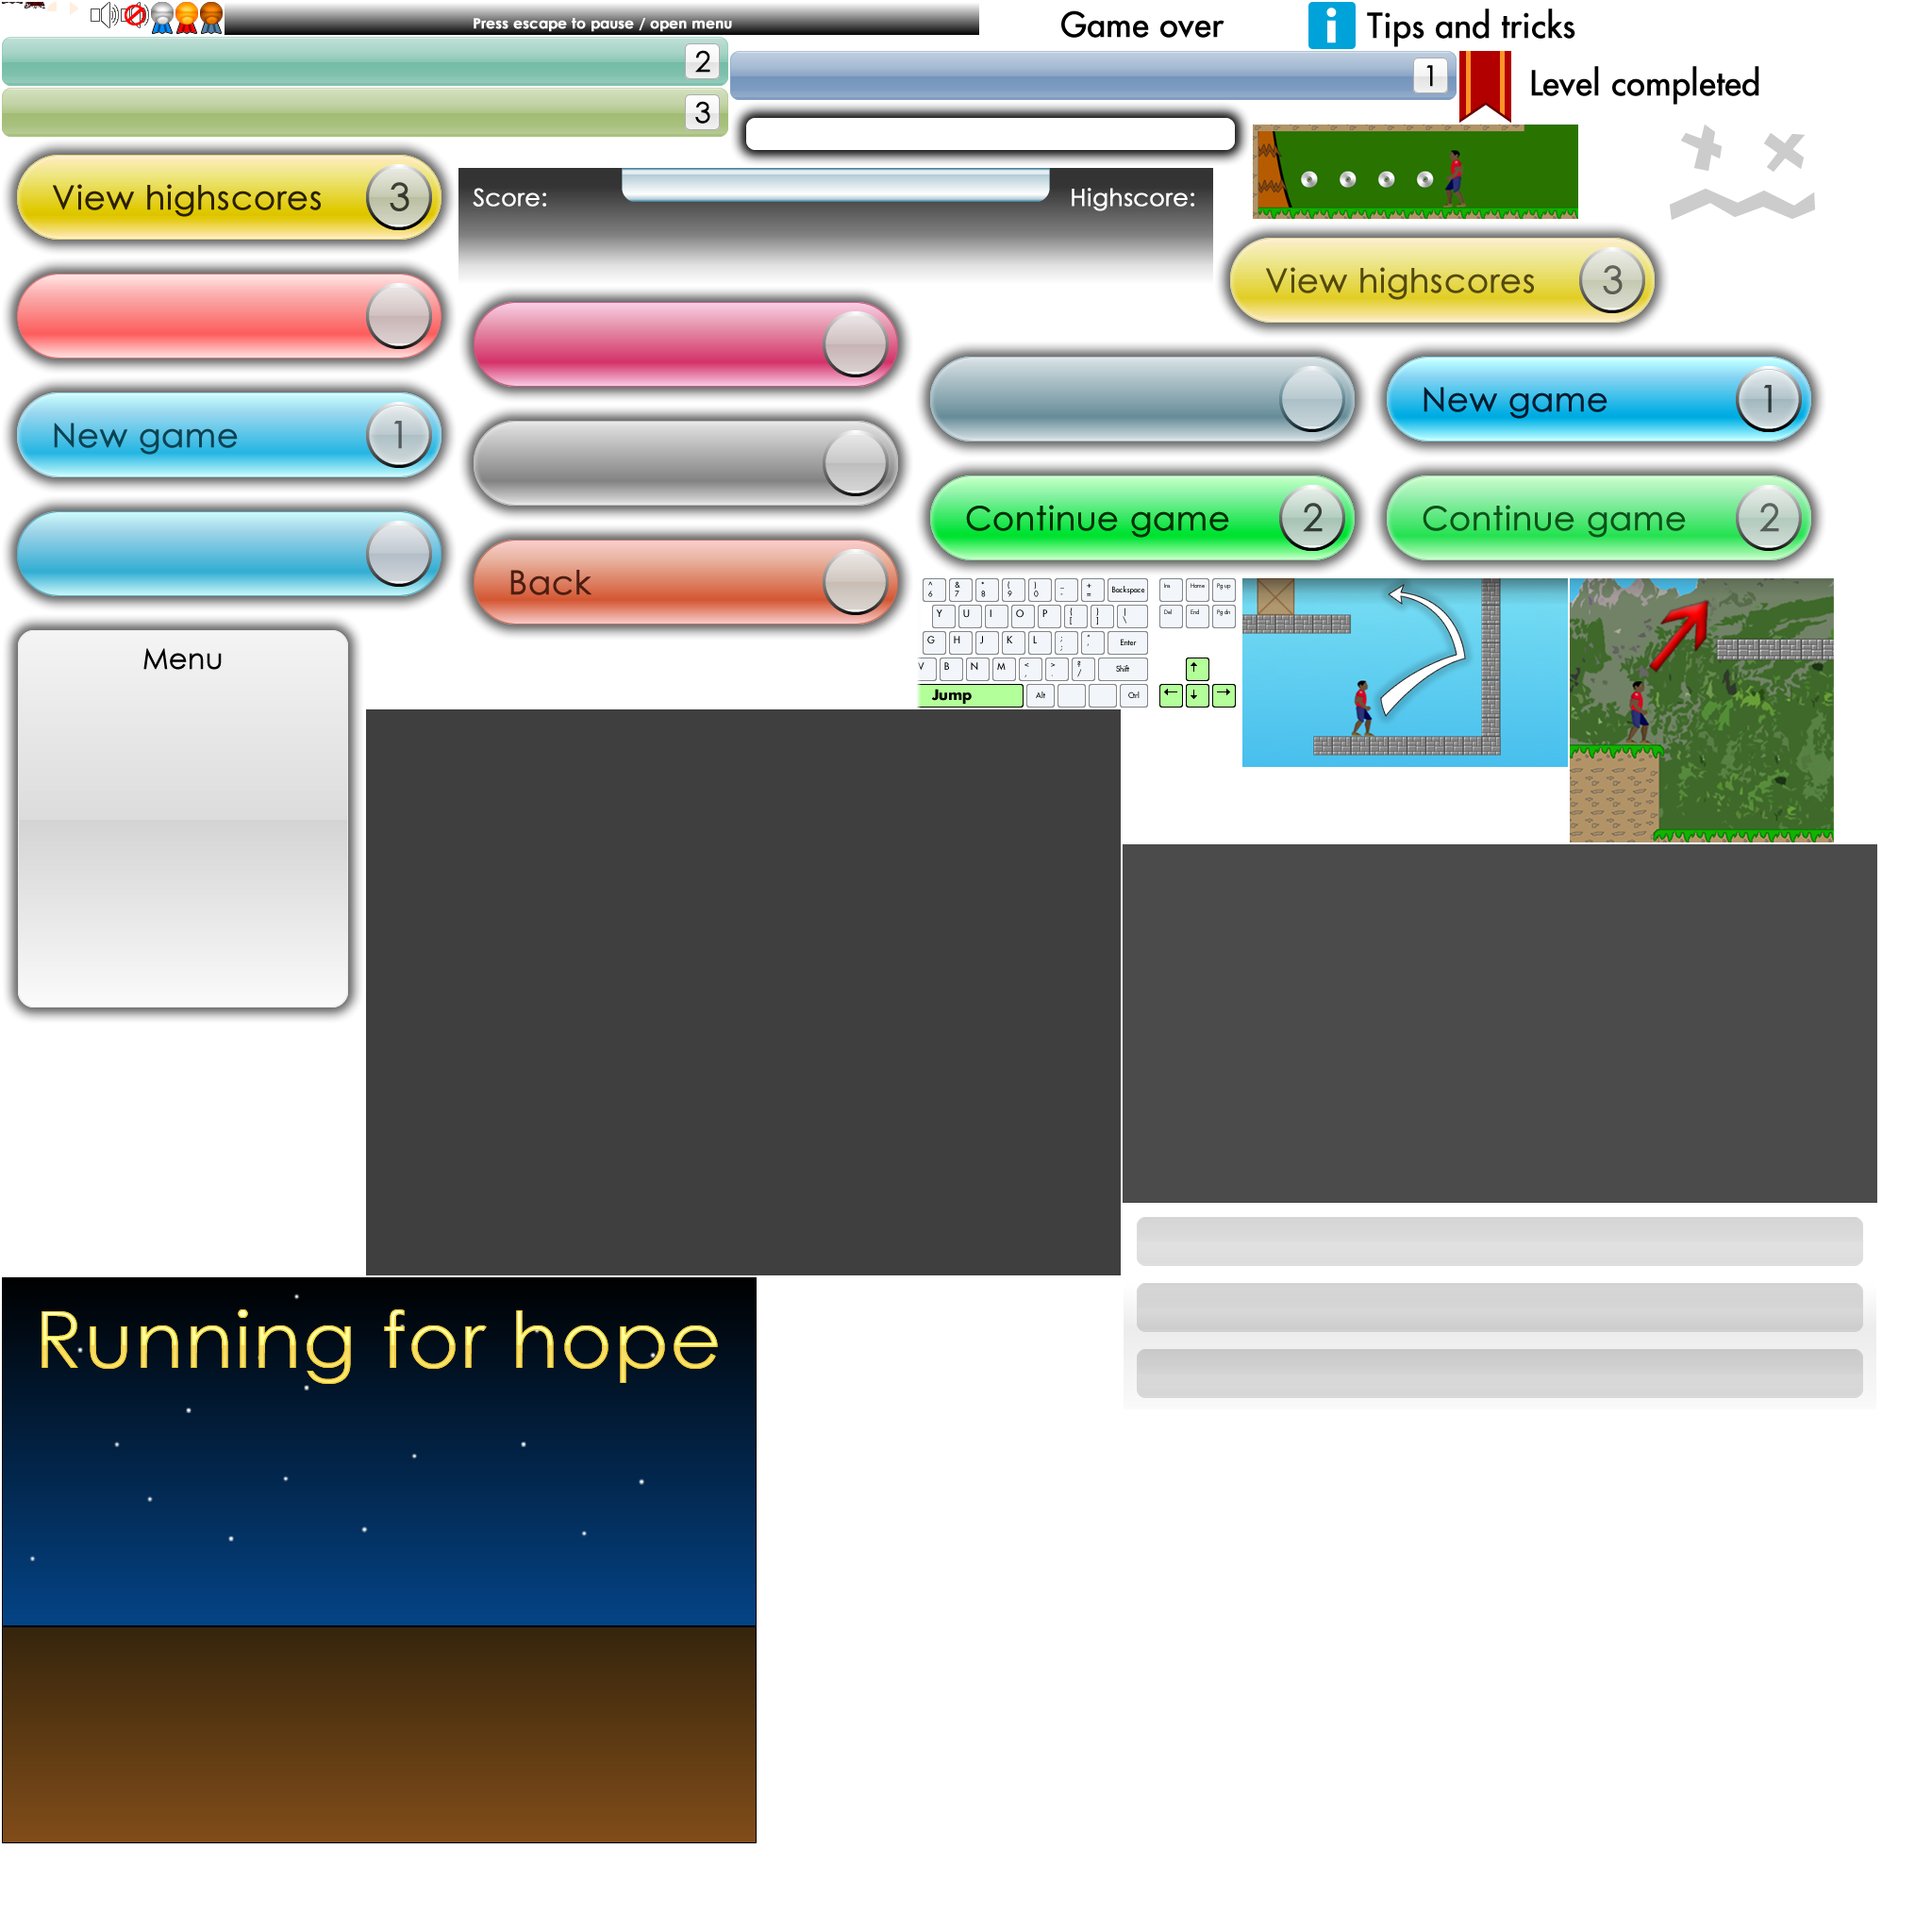 Press escape to pause / open menu
Game over
i Tips and tricks
2
1
Level completed
3
View highscores 3
Score:
Highscore:
View highscores 3
New game 1
New game 1
Continue game 2
Continue game 2
Back
Menu
^ 6 & 7 * 8 ( 9 ) 0 _ - + = Backspace Ins Home Pg up
Y U I O P { [ } ] | \ Del End Pg dn
G H J K L : ; " ' Enter
V B N M < , > . ? / Shift ↑
Jump Alt Ctrl ← ↓ →
Running for hope